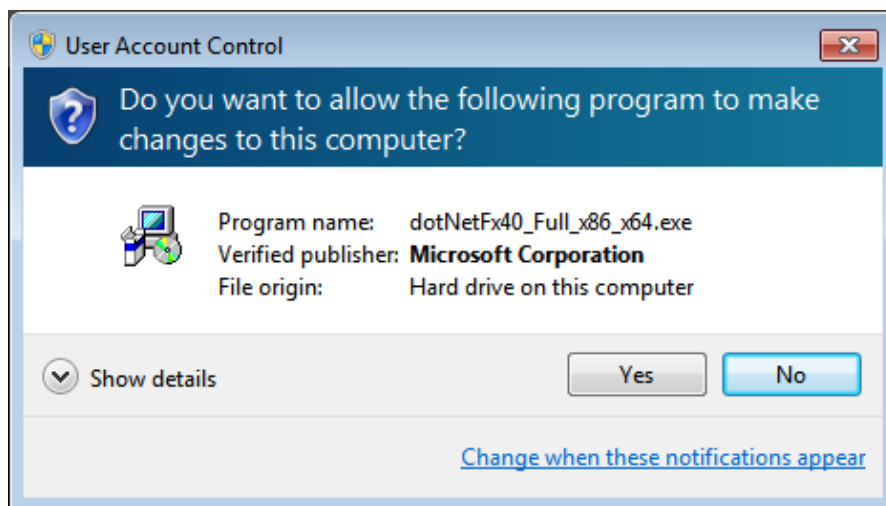 User Account Control
Do you want to allow the following program to make
changes to this computer?
Program name: dotNetFx40_Full_x86_x64.exe
Verified publisher: Microsoft Corporation
File origin: Hard drive on this computer
Show details
Yes
No
Change when these notifications appear